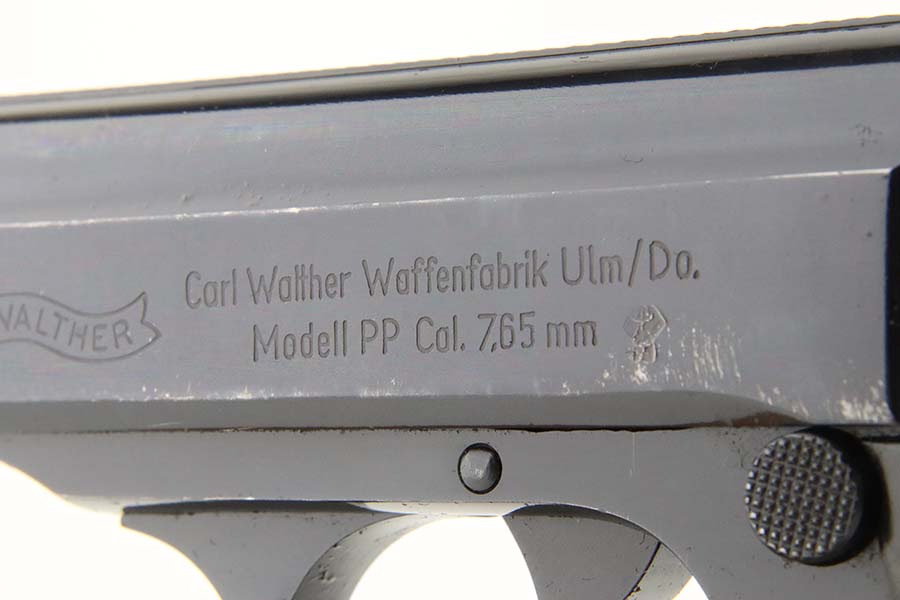 WALTHER
Carl Walther Waffenfabrik Ulm/Do.
Modell PP Cal. 7,65 mm